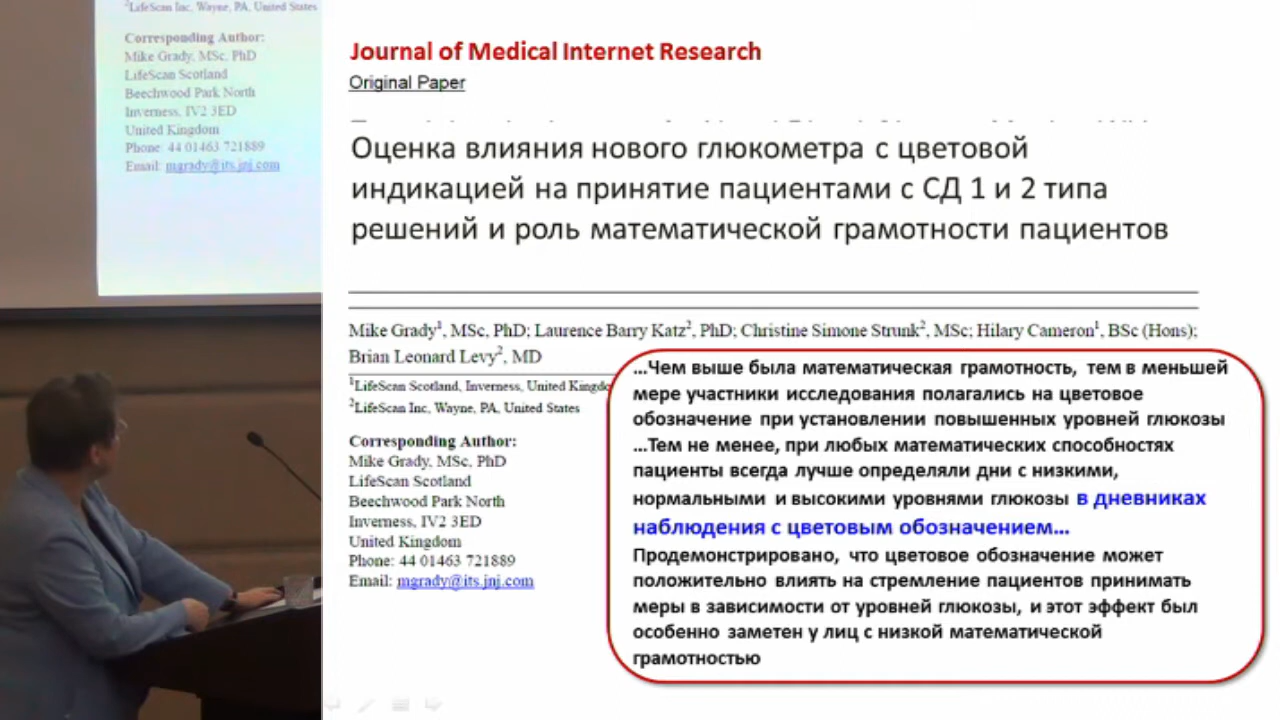 ²LifeScan Inc, Wayne, PA, United States
Corresponding Author:
Mike Grady, MSc, PhD
LifeScan Scotland
Beechwood Park North
Inverness, IV2 3ED
United Kingdom
Phone: 44 01463 721889
Email: mgrady@its.jnj.com
Journal of Medical Internet Research
Original Paper
Оценка влияния нового глюкометра с цветовой
индикацией на принятие пациентами с СД 1 и 2 типа
решений и роль математической грамотности пациентов
Mike Grady¹, MSc, PhD; Laurence Barry Katz², PhD; Christine Simone Strunk², MSc; Hilary Cameron¹, BSc (Hons);
Brian Leonard Levy², MD
¹LifeScan Scotland, Inverness, United
²LifeScan Inc, Wayne, PA, United States
Corresponding Author:
Mike Grady, MSc, PhD
LifeScan Scotland
Beechwood Park North
Inverness, IV2 3ED
United Kingdom
Phone: 44 01463 721889
Email: mgrady@its.jnj.com
...Чем выше была математическая грамотность, тем в меньшей
мере участники исследования полагались на цветовое
обозначение при установлении повышенных уровней глюкозы
...Тем не менее, при любых математических способностях
пациенты всегда лучше определяли дни с низкими,
нормальными и высокими уровнями глюкозы в дневниках
наблюдения с цветовым обозначением...
Продемонстрировано, что цветовое обозначение может
положительно влиять на стремление пациентов принимать
меры в зависимости от уровней глюкозы, и этот эффект был
особенно заметен у лиц с низкой математической
грамотностью